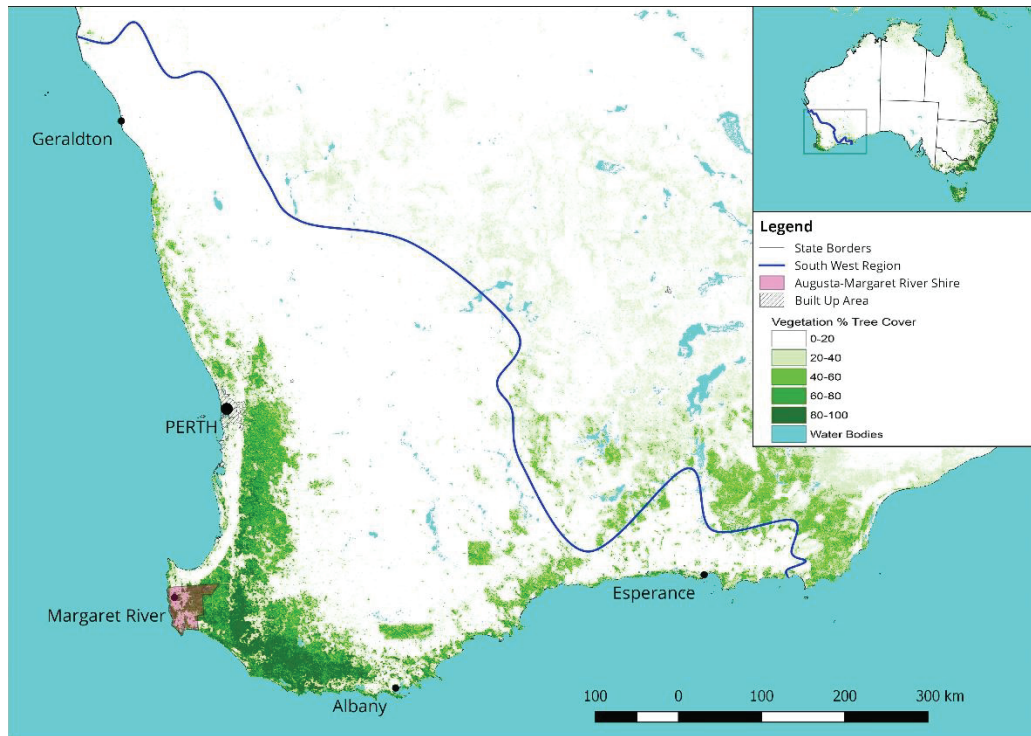 Geraldton
PERTH
Margaret River
Albany
Esperance
Legend
State Borders
South West Region
Augusta-Margaret River Shire
Built Up Area
Vegetation % Tree Cover
0-20
20-40
40-60
60-80
80-100
Water Bodies
100 0 100 200 300 km